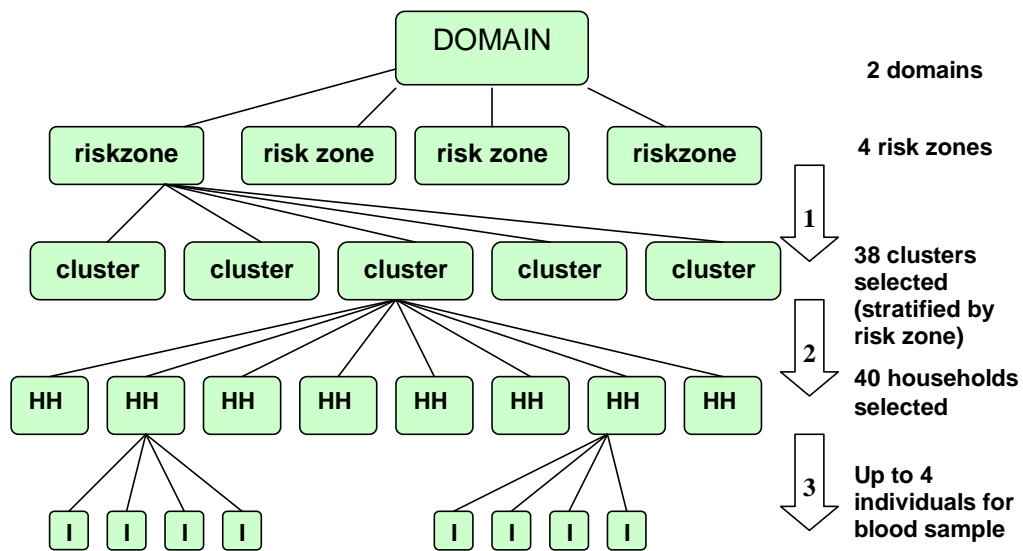 DOMAIN
2 domains
riskzone
risk zone
risk zone
riskzone
4 risk zones
1
cluster
cluster
cluster
cluster
cluster
38 clusters
selected
(stratified by
risk zone)
2
HH
HH
HH
HH
HH
HH
HH
HH
40 households
selected
3
I
I
I
I
I
I
I
I
Up to 4
individuals for
blood sample